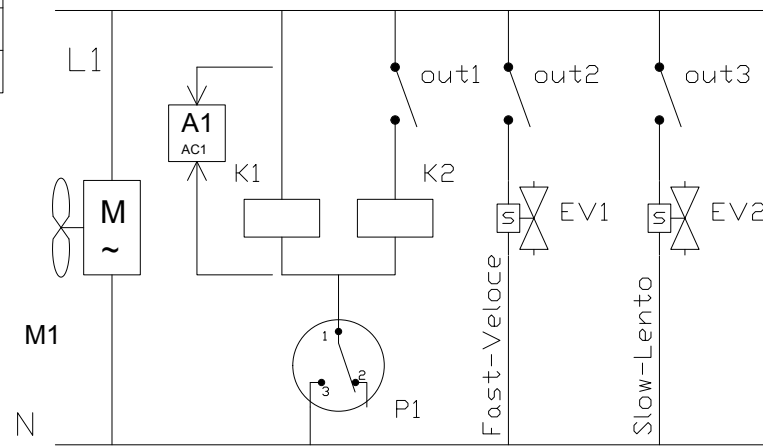 L1
A1
AC1
K1
out1
K2
out2
out3
M
~
S
EV1
S
EV2
M1
1
3
2
P1
Fast-Veloce
Slow-Lento
N